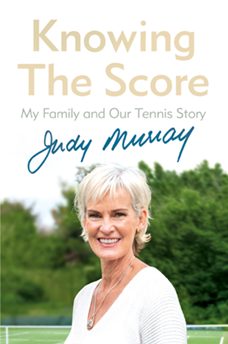 Knowing
The Score
My Family and Our Tennis Story
Judy Murray